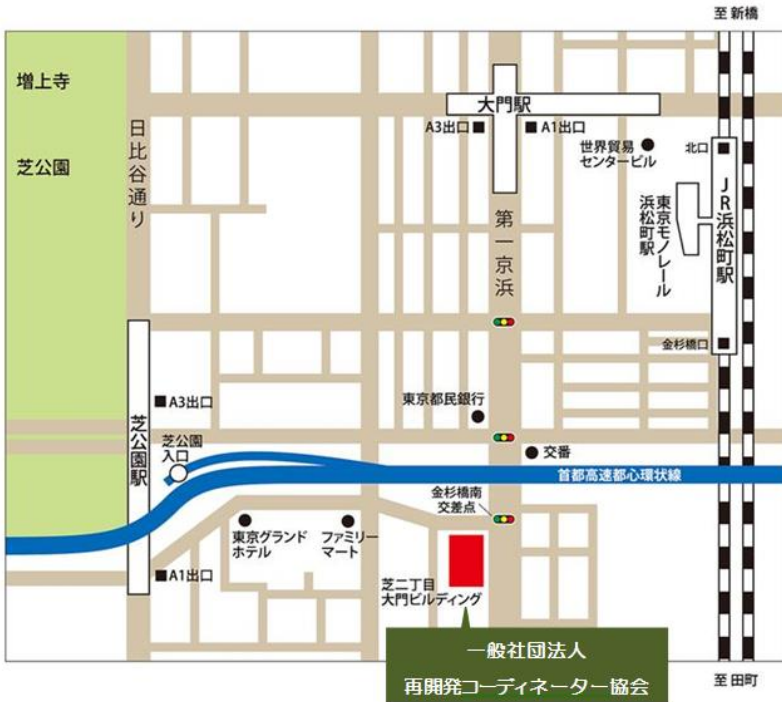 至 新橋
増上寺
芝公園
日比谷通り
大門駅
A3出口
A1出口
世界貿易
センタービル
北口
JR浜松町駅
東京モノレール
浜松町駅
第一京浜
金杉橋口
東京都民銀行
A3出口
芝公園
入口
芝公園駅
交番
首都高速都心環状線
金杉橋南
交差点
東京グランド
ホテル
ファミリー
マート
A1出口
芝二丁目
大門ビルディング
一般社団法人
再開発コーディネーター協会
至 田町